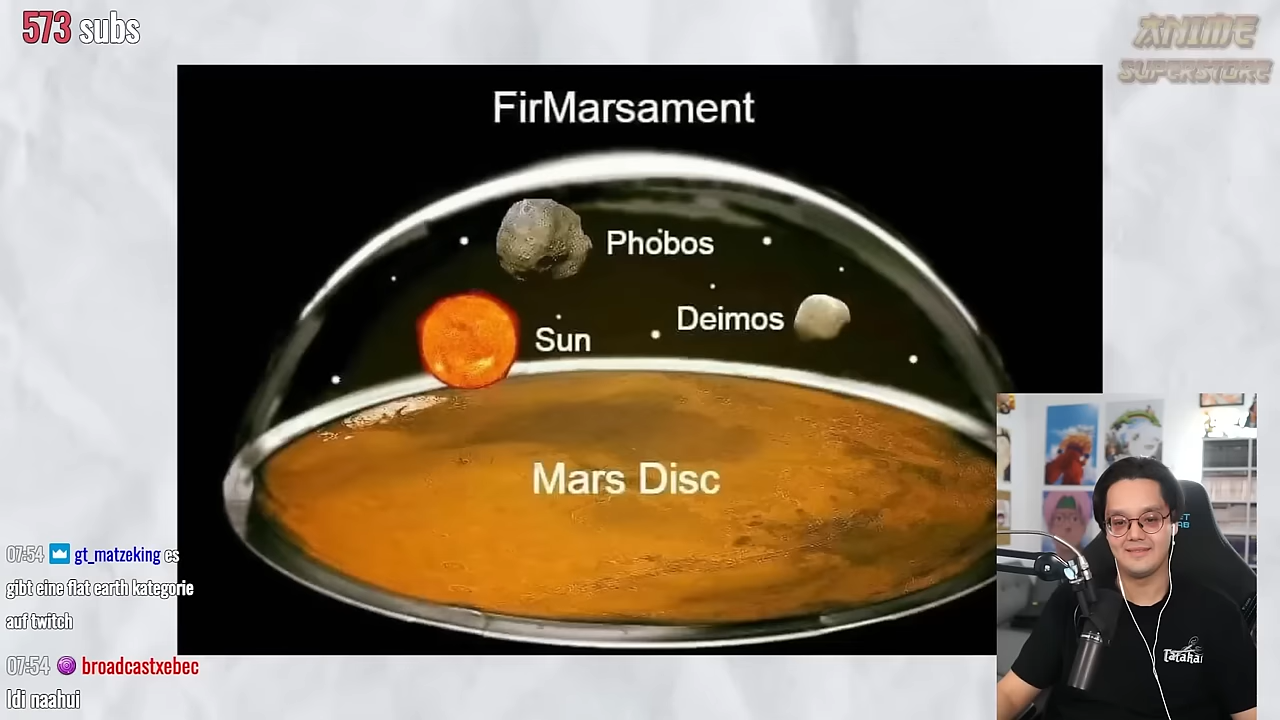 573 subs
ANIME
SUPERSTORE
FirMarsament
Phobos
Deimos
Sun
Mars Disc
07:54 gt_matzeking es
gibt eine flat earth kategorie
auf twitch
07:54 broadcastxebec
Idi naahui